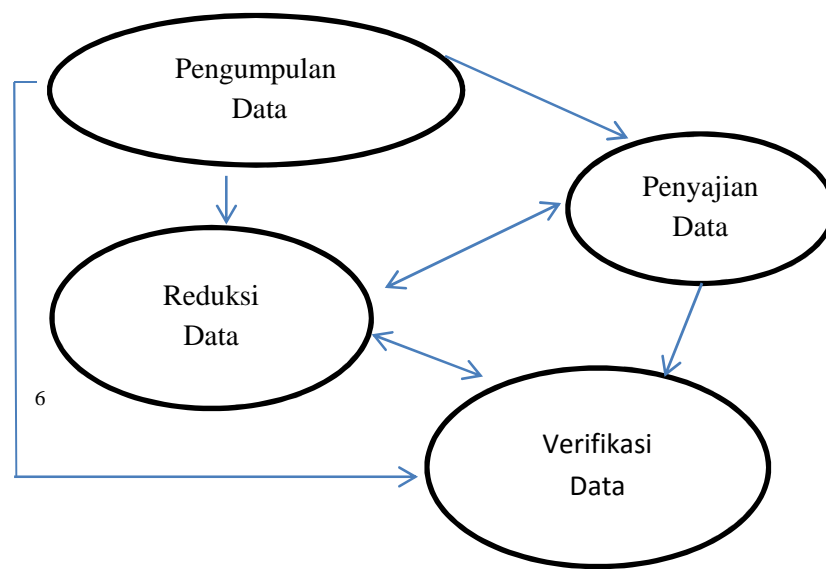 Pengumpulan
Data
Penyajian
Data
Reduksi
Data
6
Verifikasi
Data